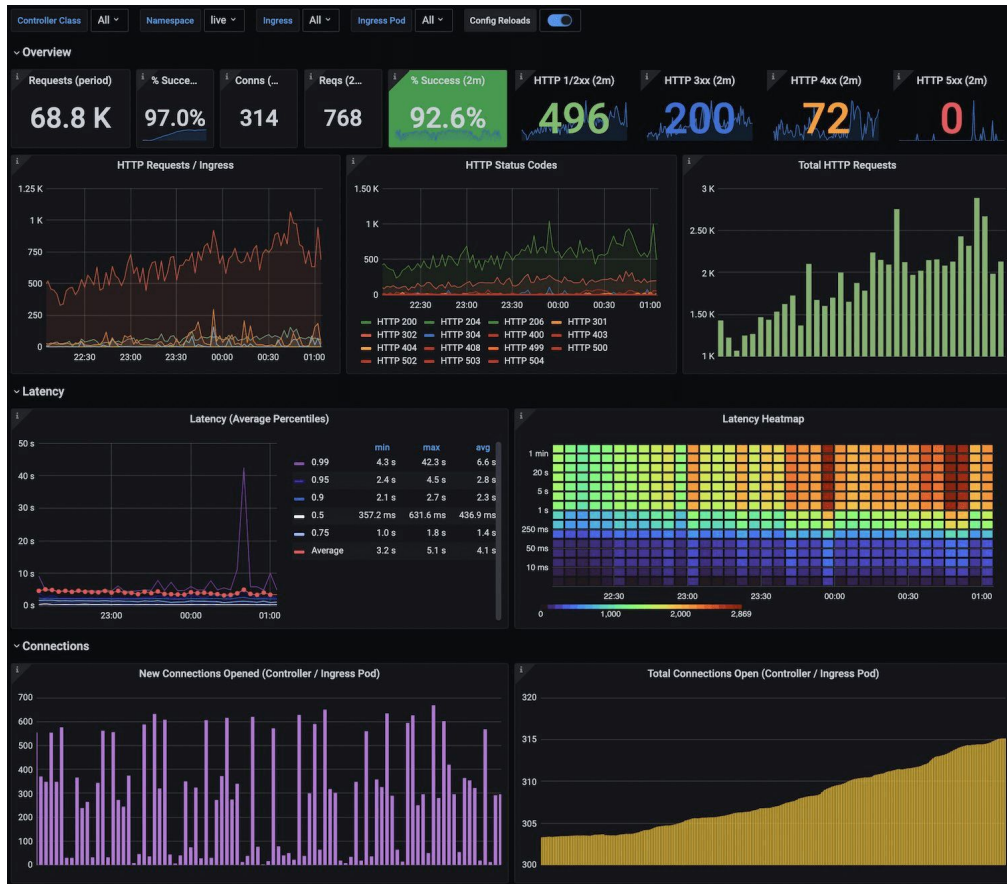 Controller Class All Namespace live Ingress All Ingress Pod All Config Reloads
Overview
Requests (period)
68.8 K
% Succe...
97.0%
Conns (...
314
Reqs (2...
768
% Success (2m)
92.6%
HTTP 1/2xx (2m)
496
HTTP 3xx (2m)
200
HTTP 4xx (2m)
72
HTTP 5xx (2m)
0
HTTP Requests / Ingress
1.25 K
1 K
750
500
250
0
22:30 23:00 23:30 00:00 00:30 01:00
HTTP Status Codes
1.50 K
1 K
500
0
22:30 23:00 23:30 00:00 00:30 01:00
HTTP 200 HTTP 204 HTTP 206 HTTP 301
HTTP 302 HTTP 304 HTTP 400 HTTP 403
HTTP 404 HTTP 408 HTTP 499 HTTP 500
HTTP 502 HTTP 503 HTTP 504
Total HTTP Requests
3 K
2.50 K
2 K
1.50 K
1 K
Latency
Latency (Average Percentiles)
50 s
40 s
30 s
20 s
10 s
0 s
23:00 00:00 01:00
min max avg
0.99 4.3 s 42.3 s 6.6 s
0.95 2.4 s 4.5 s 2.8 s
0.9 2.1 s 2.7 s 2.3 s
0.5 357.2 ms 631.6 ms 436.9 ms
0.75 1.0 s 1.8 s 1.4 s
Average 3.2 s 5.1 s 4.1 s
Latency Heatmap
1 min
20 s
5 s
1 s
250 ms
50 ms
10 ms
22:30 23:00 23:30 00:00 00:30 01:00
0 1,000 2,000 2,869
Connections
New Connections Opened (Controller / Ingress Pod)
700
600
500
400
300
200
100
0
Total Connections Open (Controller / Ingress Pod)
320
315
310
305
300